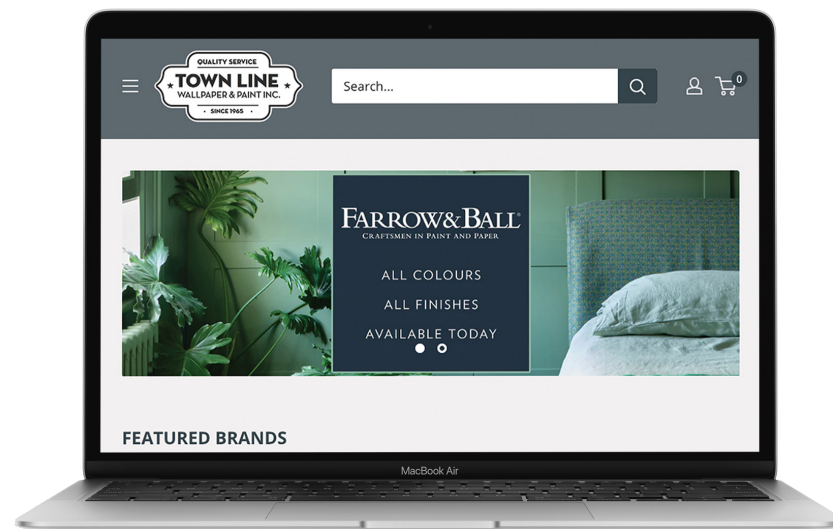 QUALITY SERVICE
TOWN LINE
WALLPAPER & PAINT INC.
SINCE 1965
Search...
0
FARROW&BALL®
CRAFTSMEN IN PAINT AND PAPER
ALL COLOURS
ALL FINISHES
AVAILABLE TODAY
FEATURED BRANDS
MacBook Air